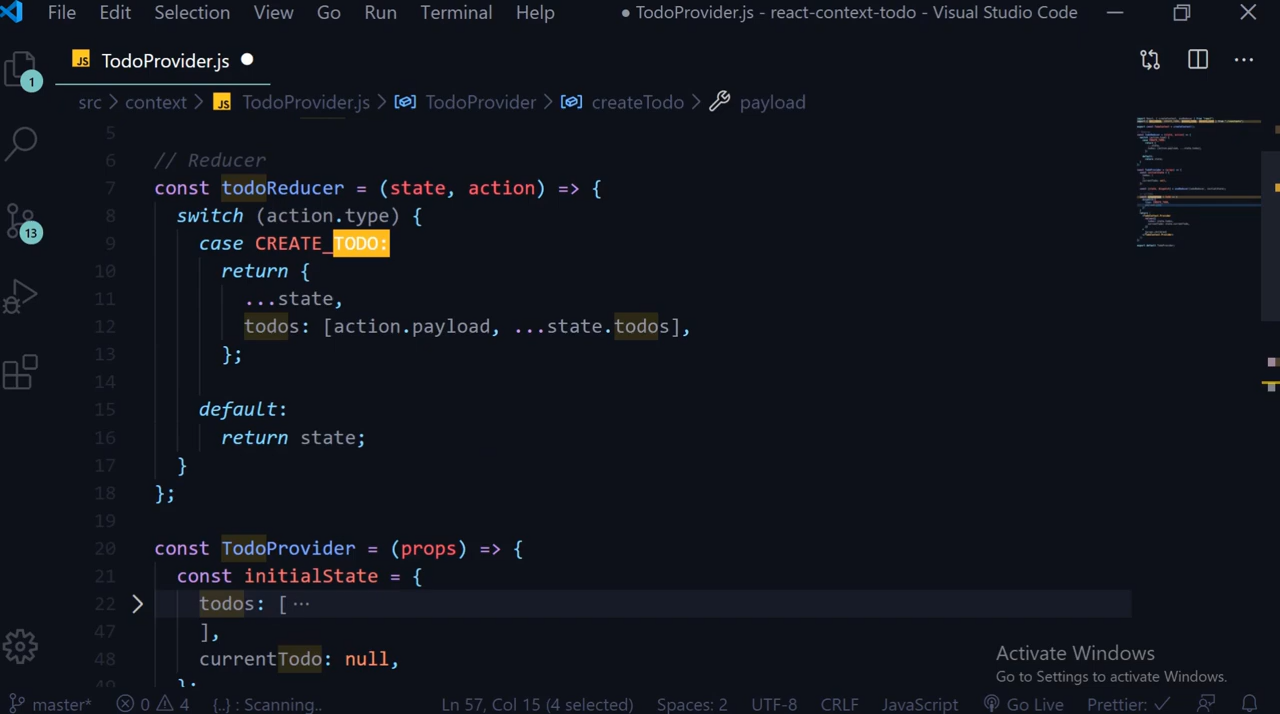 File Edit Selection View Go Run Terminal Help ● TodoProvider.js - react-context-todo - Visual Studio Code
JS TodoProvider.js
1
src > context > JS TodoProvider.js > TodoProvider > createTodo > payload
5
6 // Reducer
7 const todoReducer = (state, action) => {
8 switch (action.type) {
9 case CREATE_TODO:
10 return {
11 ...state,
12 todos: [action.payload, ...state.todos],
13 };
14
15 default:
16 return state;
17 }
18 };
19
20 const TodoProvider = (props) => {
21 const initialState = {
22 todos: [ ···
47 ],
48 currentTodo: null,
49 };
13
Activate Windows
Go to Settings to activate Windows.
master* 0 4 {..} : Scanning.. Ln 57, Col 15 (4 selected) Spaces: 2 UTF-8 CRLF JavaScript Go Live Prettier: ✓